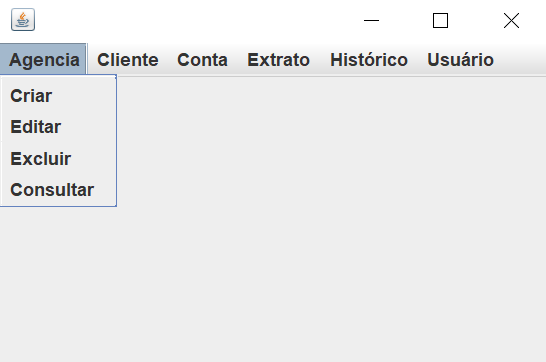 Agencia Cliente Conta Extrato Histórico Usuário
Criar
Editar
Excluir
Consultar